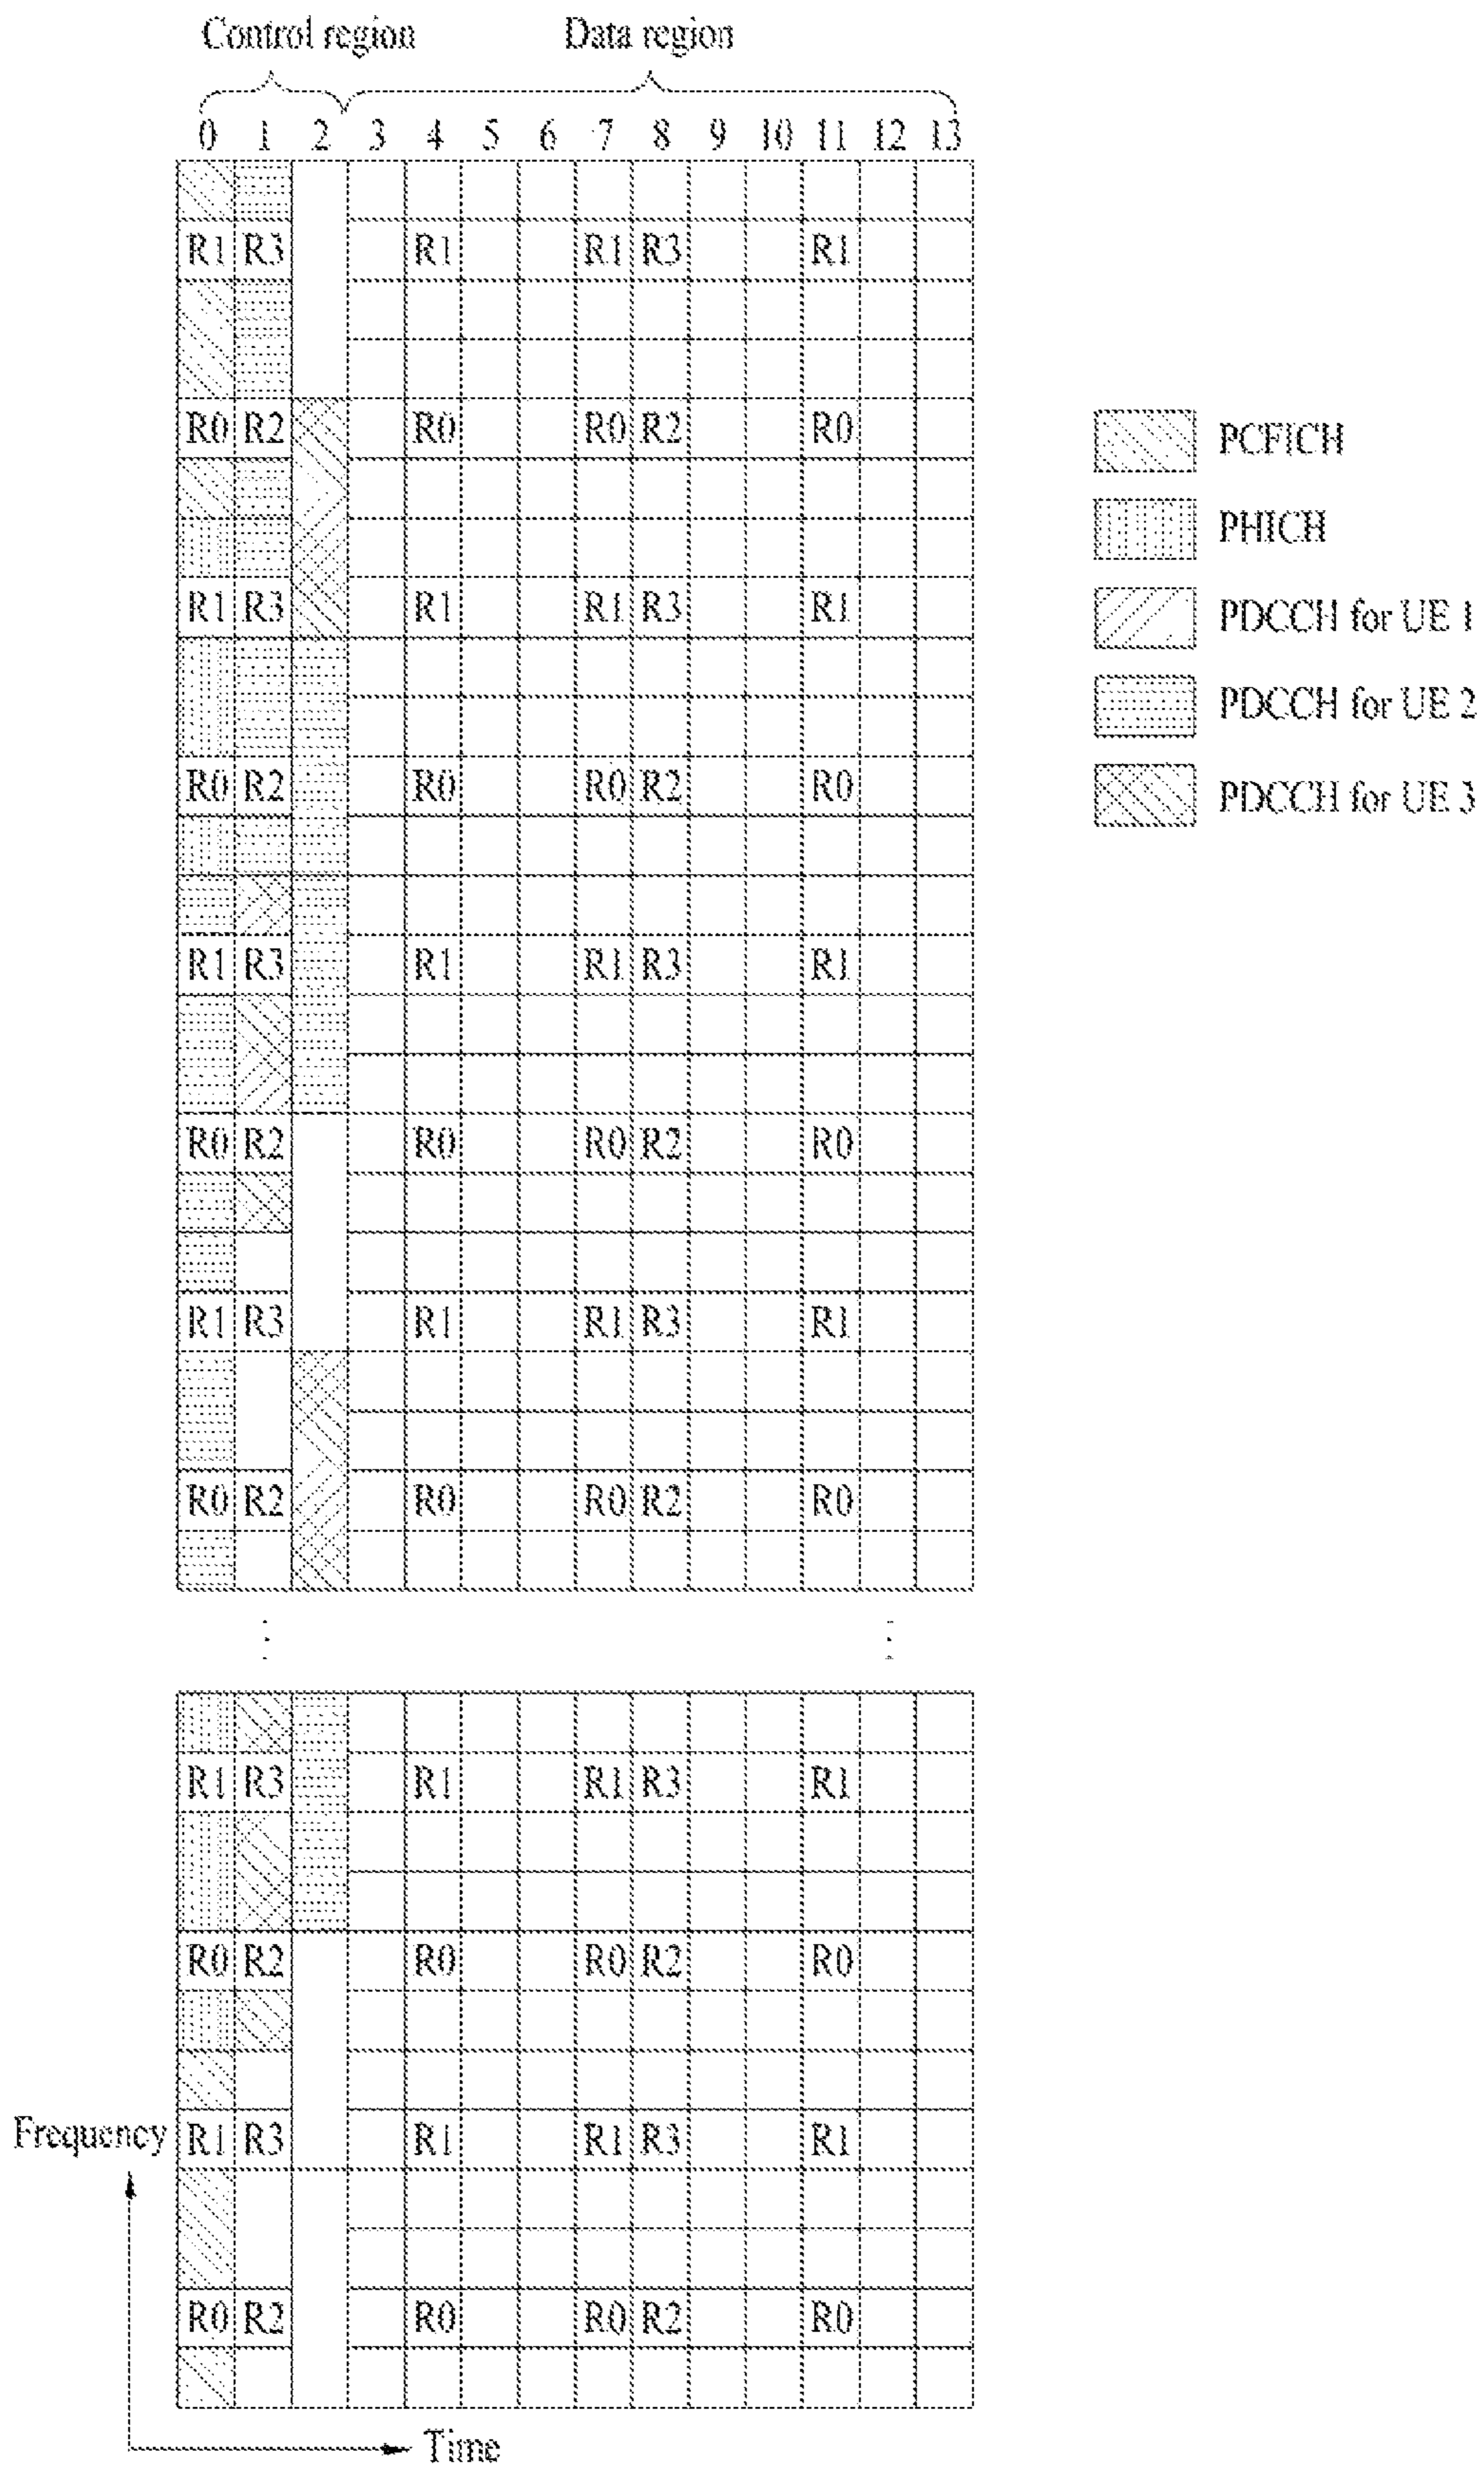 Control region Data region
0 1 2 3 4 5 6 7 8 9 10 11 12 13
R1 R3 R1 R1 R3 R1
R0 R2 R0 R0 R2 R0
PCFICH
PHICH
R1 R3 R1 R1 R3 R1
PDCCH for UE 1
PDCCH for UE 2
R0 R2 R0 R0 R2 R0
PDCCH for UE 3
R1 R3 R1 R1 R3 R1
R0 R2 R0 R0 R2 R0
R1 R3 R1 R1 R3 R1
R0 R2 R0 R0 R2 R0
R1 R3 R1 R1 R3 R1
R0 R2 R0 R0 R2 R0
Frequency R1 R3 R1 R1 R3 R1
R0 R2 R0 R0 R2 R0
Time